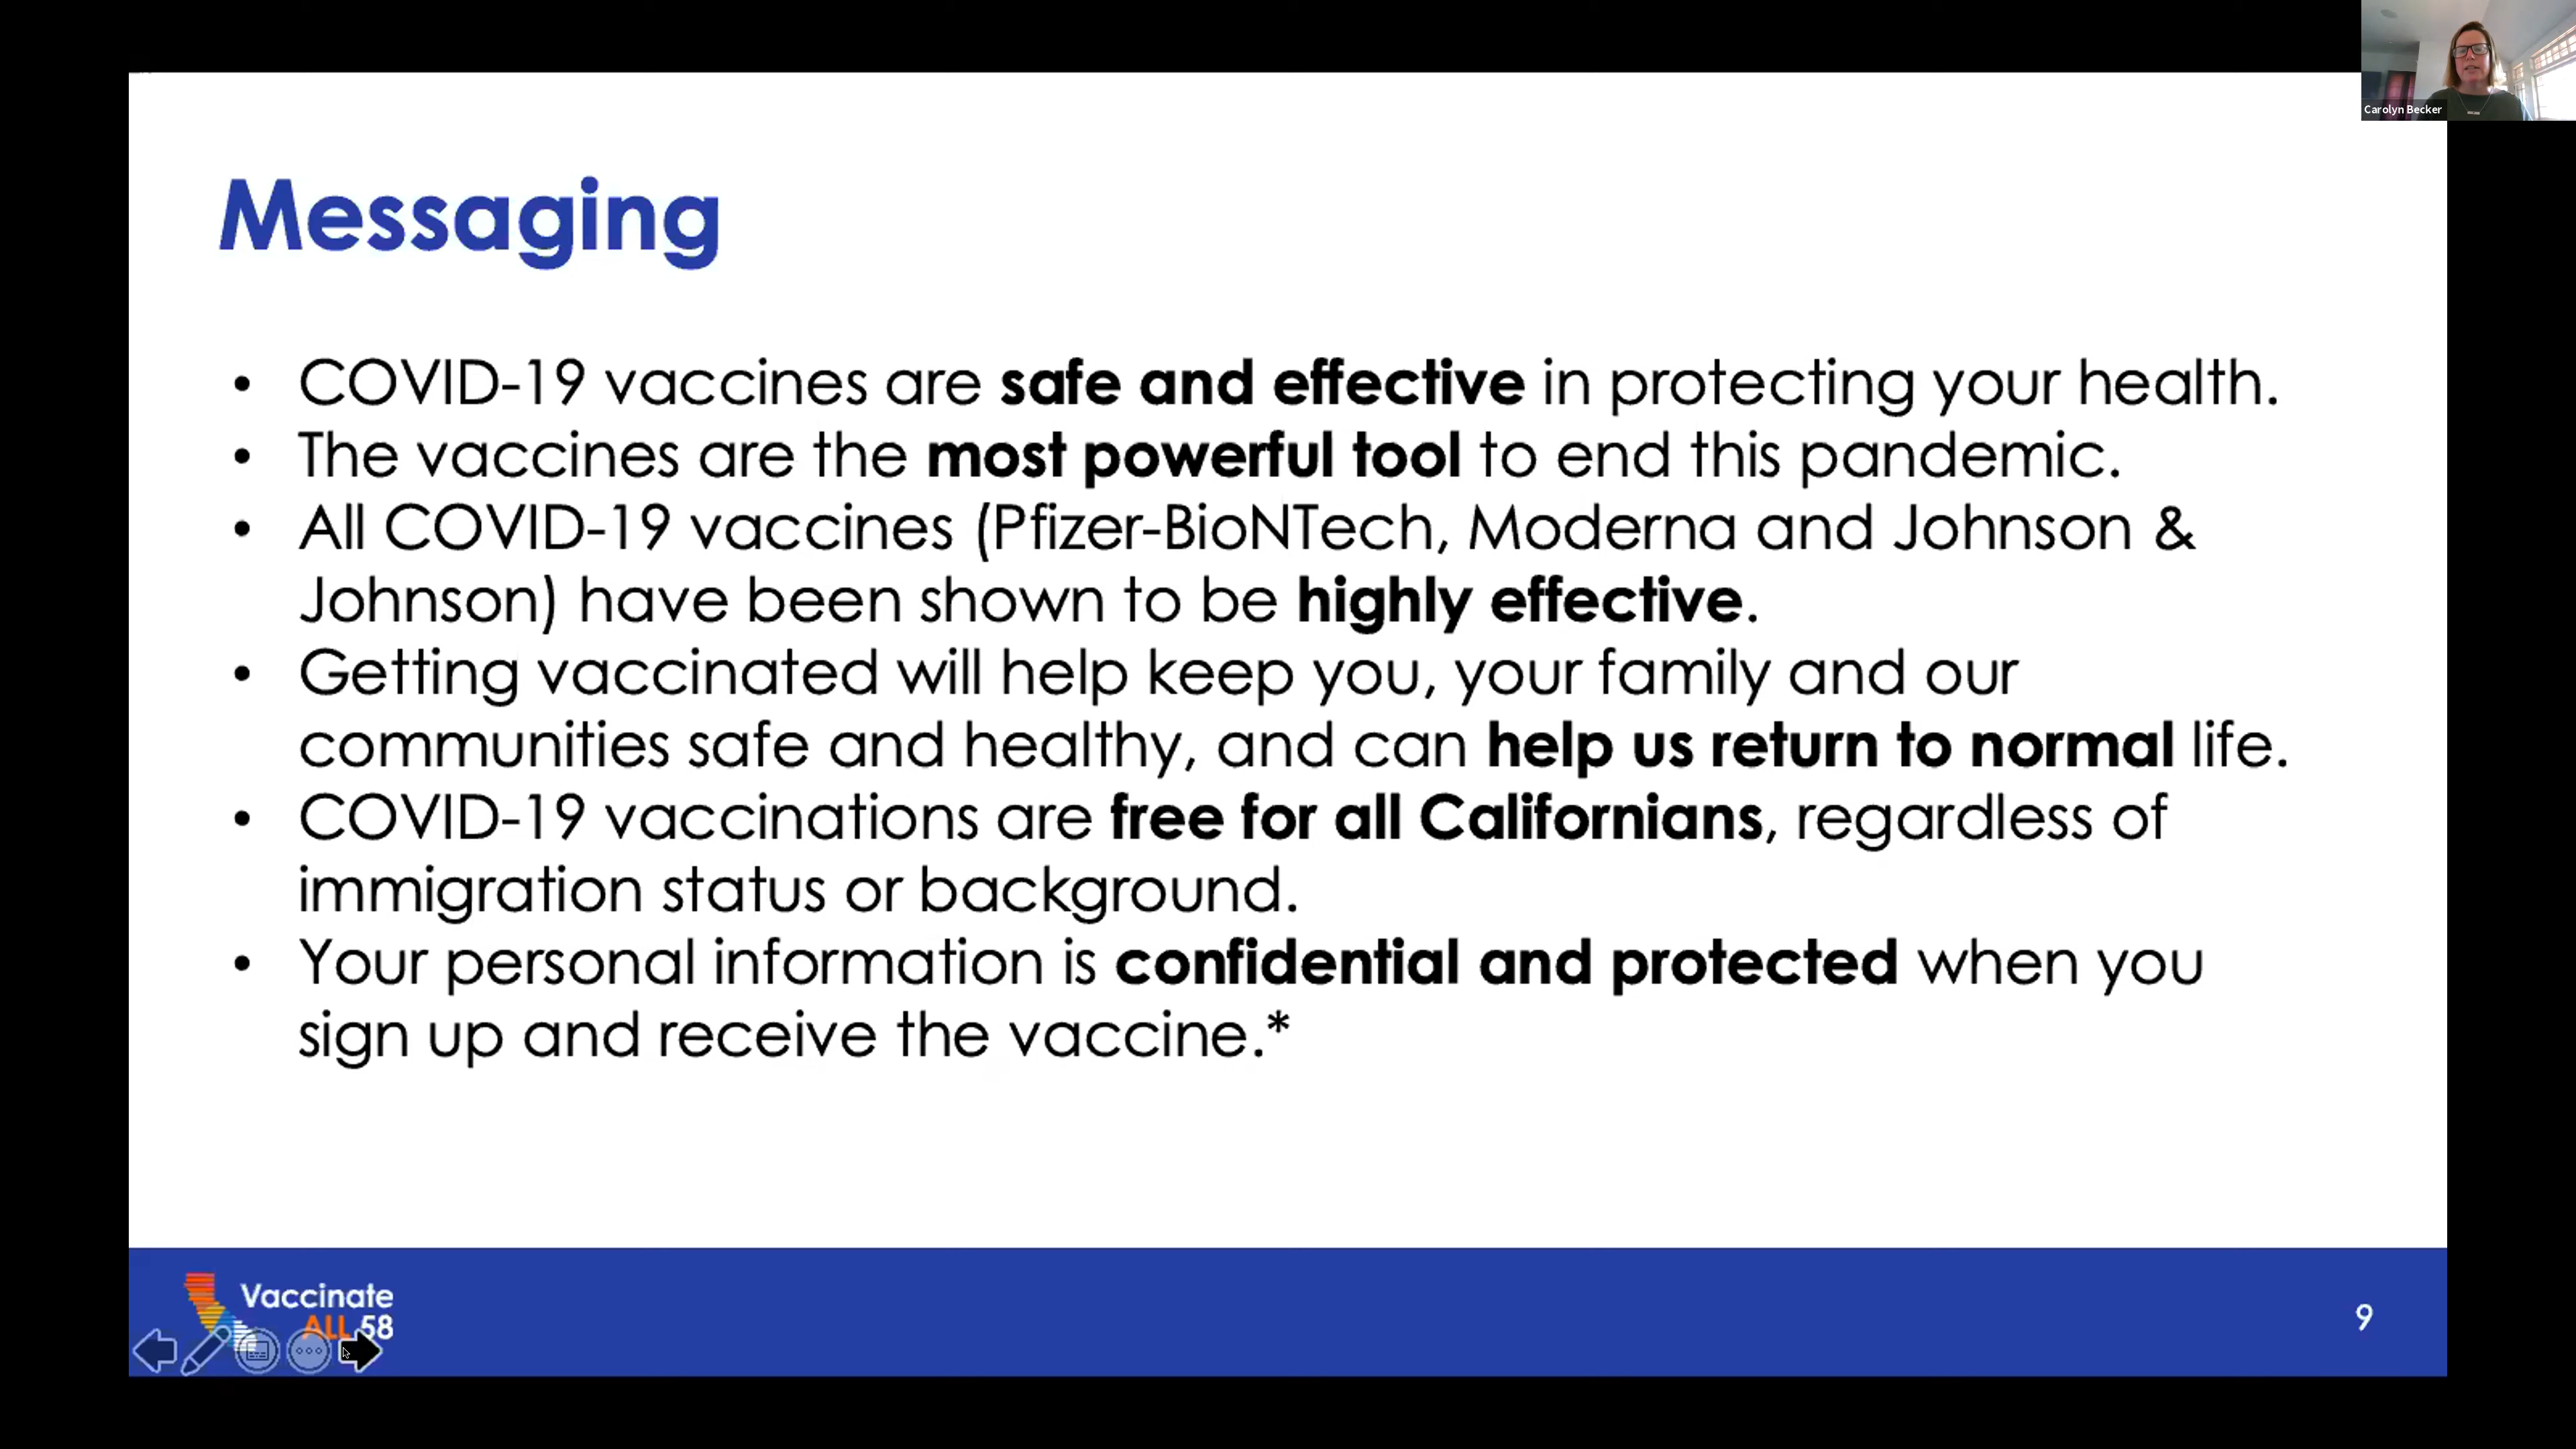 Carolyn Becker
Messaging
• COVID-19 vaccines are safe and effective in protecting your health.
• The vaccines are the most powerful tool to end this pandemic.
• All COVID-19 vaccines (Pfizer-BioNTech, Moderna and Johnson &
Johnson) have been shown to be highly effective.
• Getting vaccinated will help keep you, your family and our
communities safe and healthy, and can help us return to normal life.
• COVID-19 vaccinations are free for all Californians, regardless of
immigration status or background.
• Your personal information is confidential and protected when you
sign up and receive the vaccine.*
Vaccinate
ALL 58
9